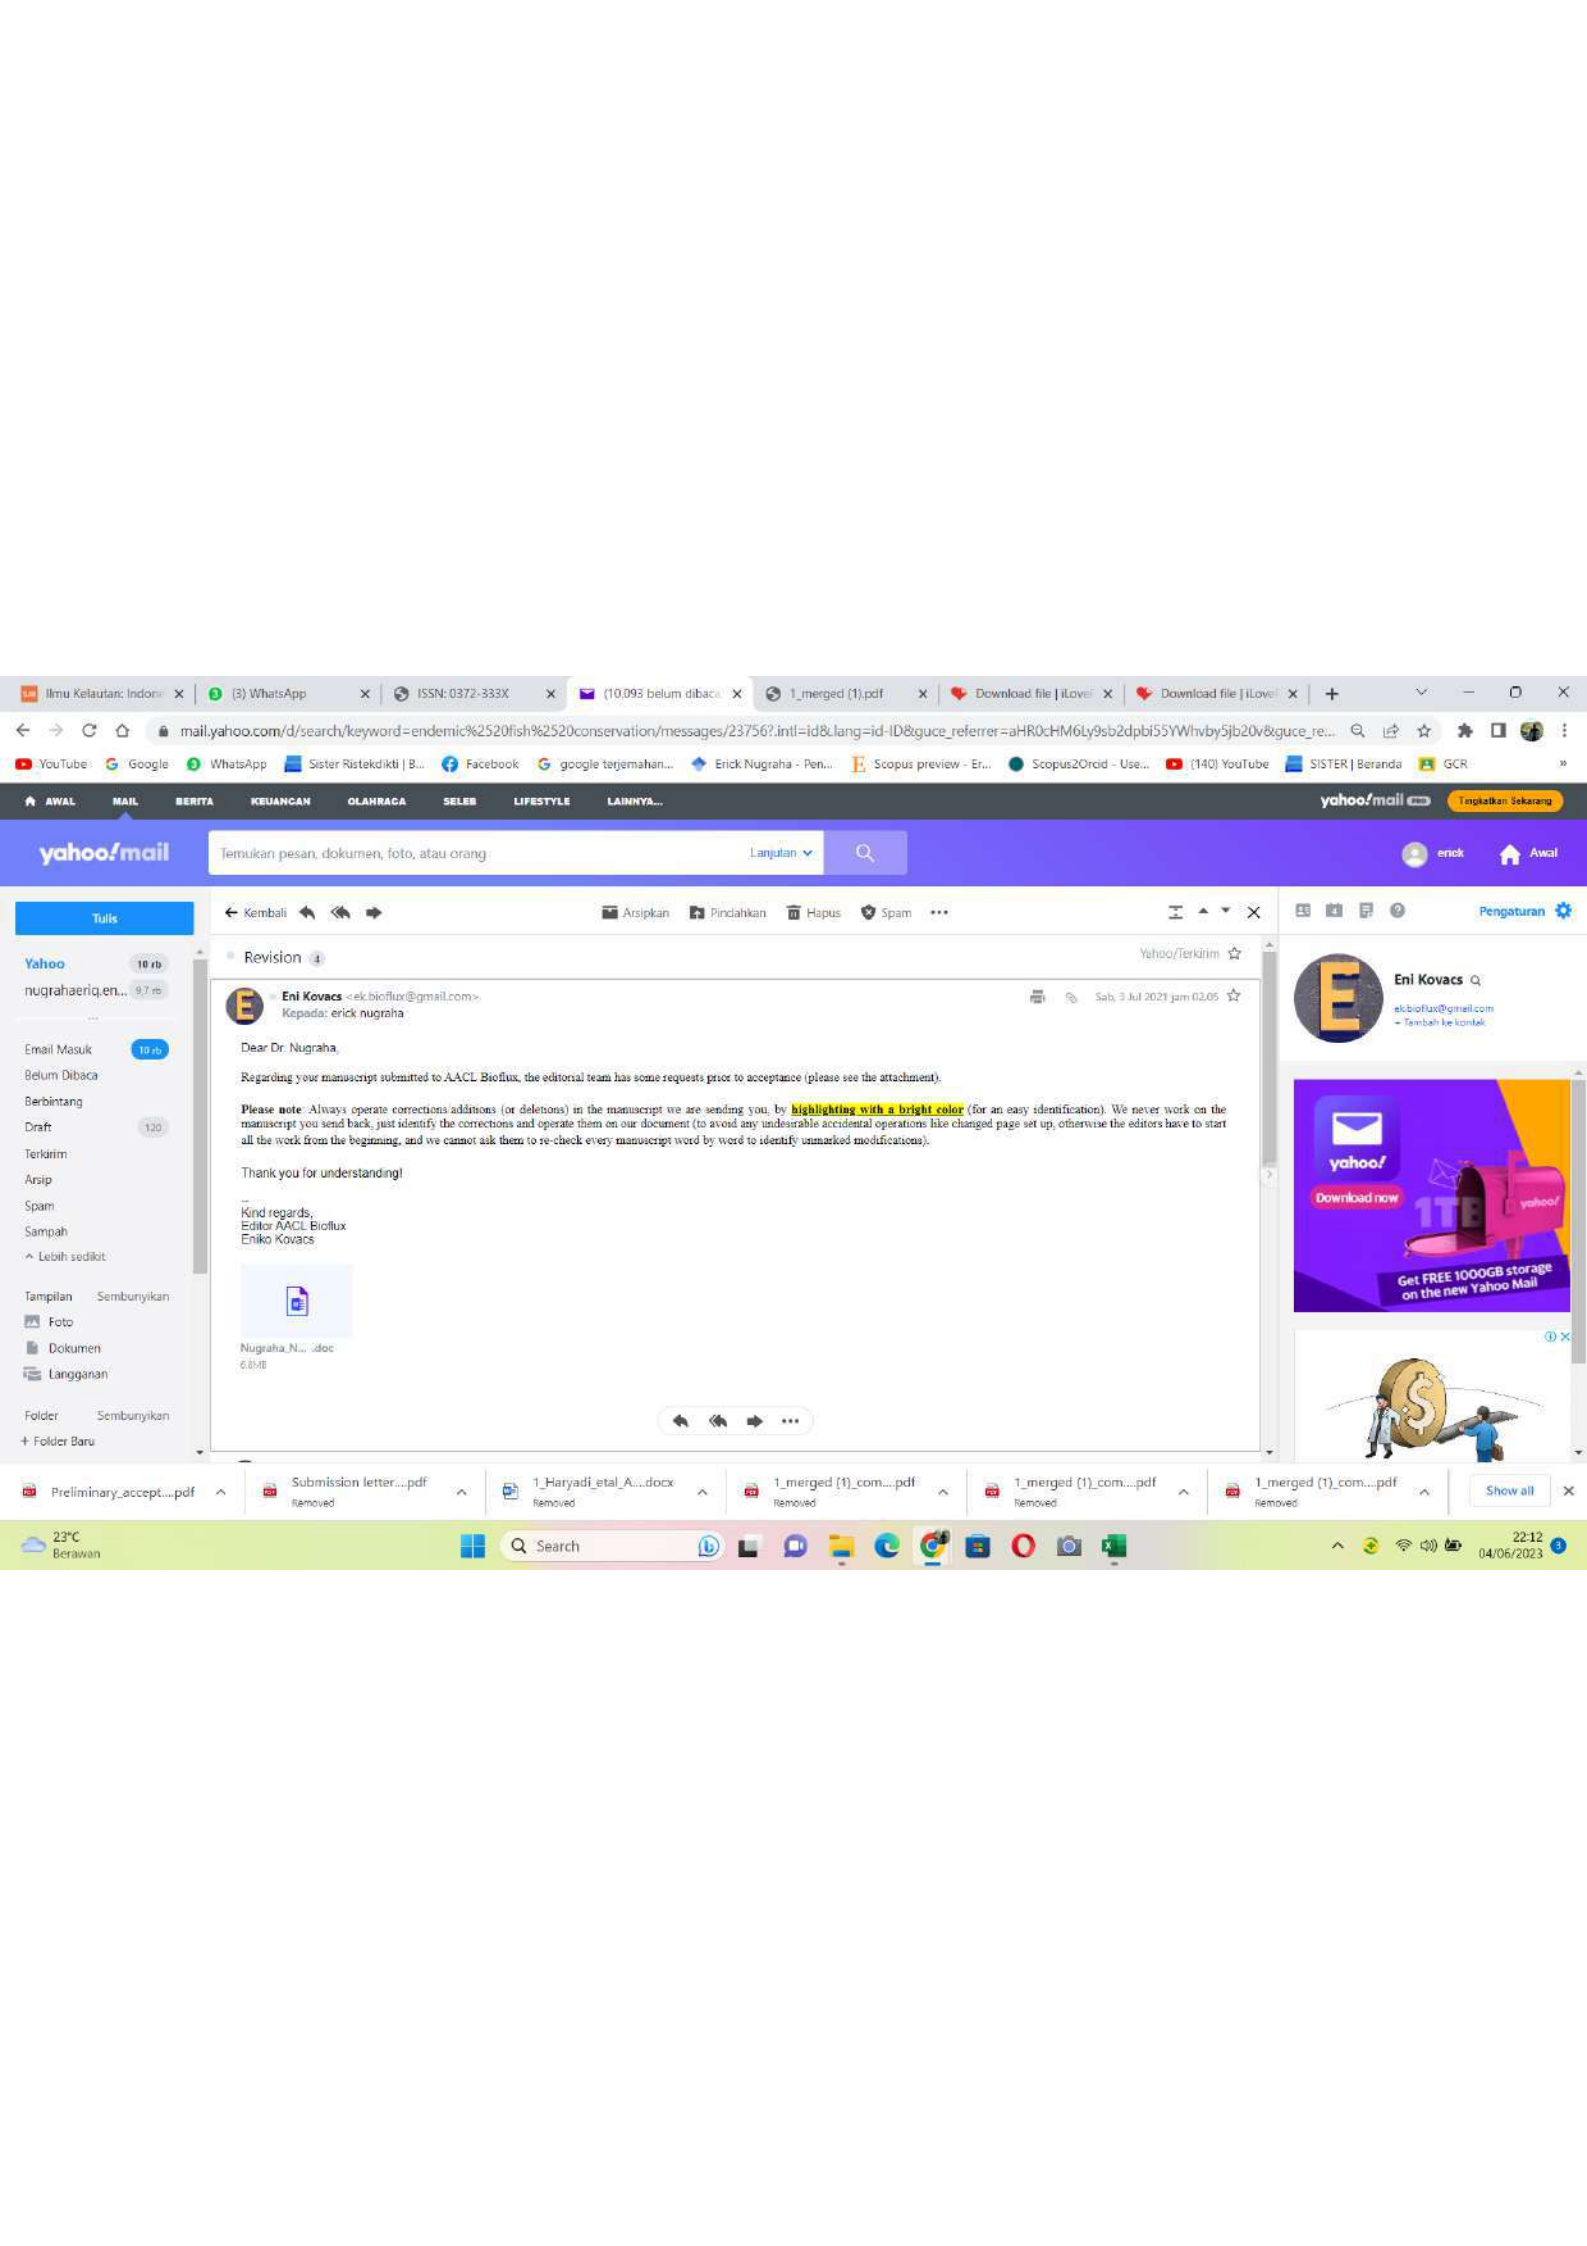 Ilmu Kelautan: Indone
(3) WhatsApp
ISSN: 0372-333X
(10.093 belum dibaca
1_merged (1).pdf
Download file | iLove
Download file | iLove
mail.yahoo.com/d/search/keyword=endemic%2520fish%2520conservation/messages/23756?.intl=id&.lang=id-ID&guce_referrer=aHR0cHM6Ly9sb2dpbi55YWhvby5jb20v&guce_re...
YouTube Google WhatsApp Sister Ristekdikti | B... Facebook google terjemahan... Erick Nugraha - Pen... Scopus preview - Er... Scopus2Orcid - Use... (140) YouTube SISTER | Beranda GCR »
AWAL MAIL BERITA KEUANGAN OLAHRAGA SELEB LIFESTYLE LAINNYA...
yahoo!mail PRO Tingkatkan Sekarang
yahoo!mail
Temukan pesan, dokumen, foto, atau orang
Lanjutan
erick Awal
Tulis
Kembali
Arsipkan Pindahkan Hapus Spam
Pengaturan
Yahoo 10 rb
nugrahaeriq.en... 9,7 rb
Email Masuk 10 rb
Belum Dibaca
Berbintang
Draft 120
Terkirim
Arsip
Spam
Sampah
Lebih sedikit
Tampilan Sembunyikan
Foto
Dokumen
Langganan
Folder Sembunyikan
+ Folder Baru
Revision 4
Yahoo/Terkirim
Eni Kovacs <ek.bioflux@gmail.com>
Kepada: erick nugraha
Sab, 3 Jul 2021 jam 02.05
Dear Dr. Nugraha,
Regarding your manuscript submitted to AACL Bioflux, the editorial team has some requests prior to acceptance (please see the attachment).
Please note: Always operate corrections/additions (or deletions) in the manuscript we are sending you, by highlighting with a bright color (for an easy identification). We never work on the
manuscript you send back, just identify the corrections and operate them on our document (to avoid any undesirable accidental operations like changed page set up, otherwise the editors have to start
all the work from the beginning, and we cannot ask them to re-check every manuscript word by word to identify unmarked modifications).
Thank you for understanding!
--
Kind regards,
Editor AACL Bioflux
Eniko Kovacs
Nugraha_N... .doc
6.8MB
E
Eni Kovacs
ek.bioflux@gmail.com
+ Tambah ke kontak
yahoo!
Download now
1TB
yahoo!
Get FREE 1000GB storage
on the new Yahoo Mail
Preliminary_accept....pdf
Submission letter....pdf
Removed
1_Haryadi_etal_A....docx
Removed
1_merged (1)_com....pdf
Removed
1_merged (1)_com....pdf
Removed
1_merged (1)_com....pdf
Removed
Show all
23°C
Berawan
Search
22:12
04/06/2023
3